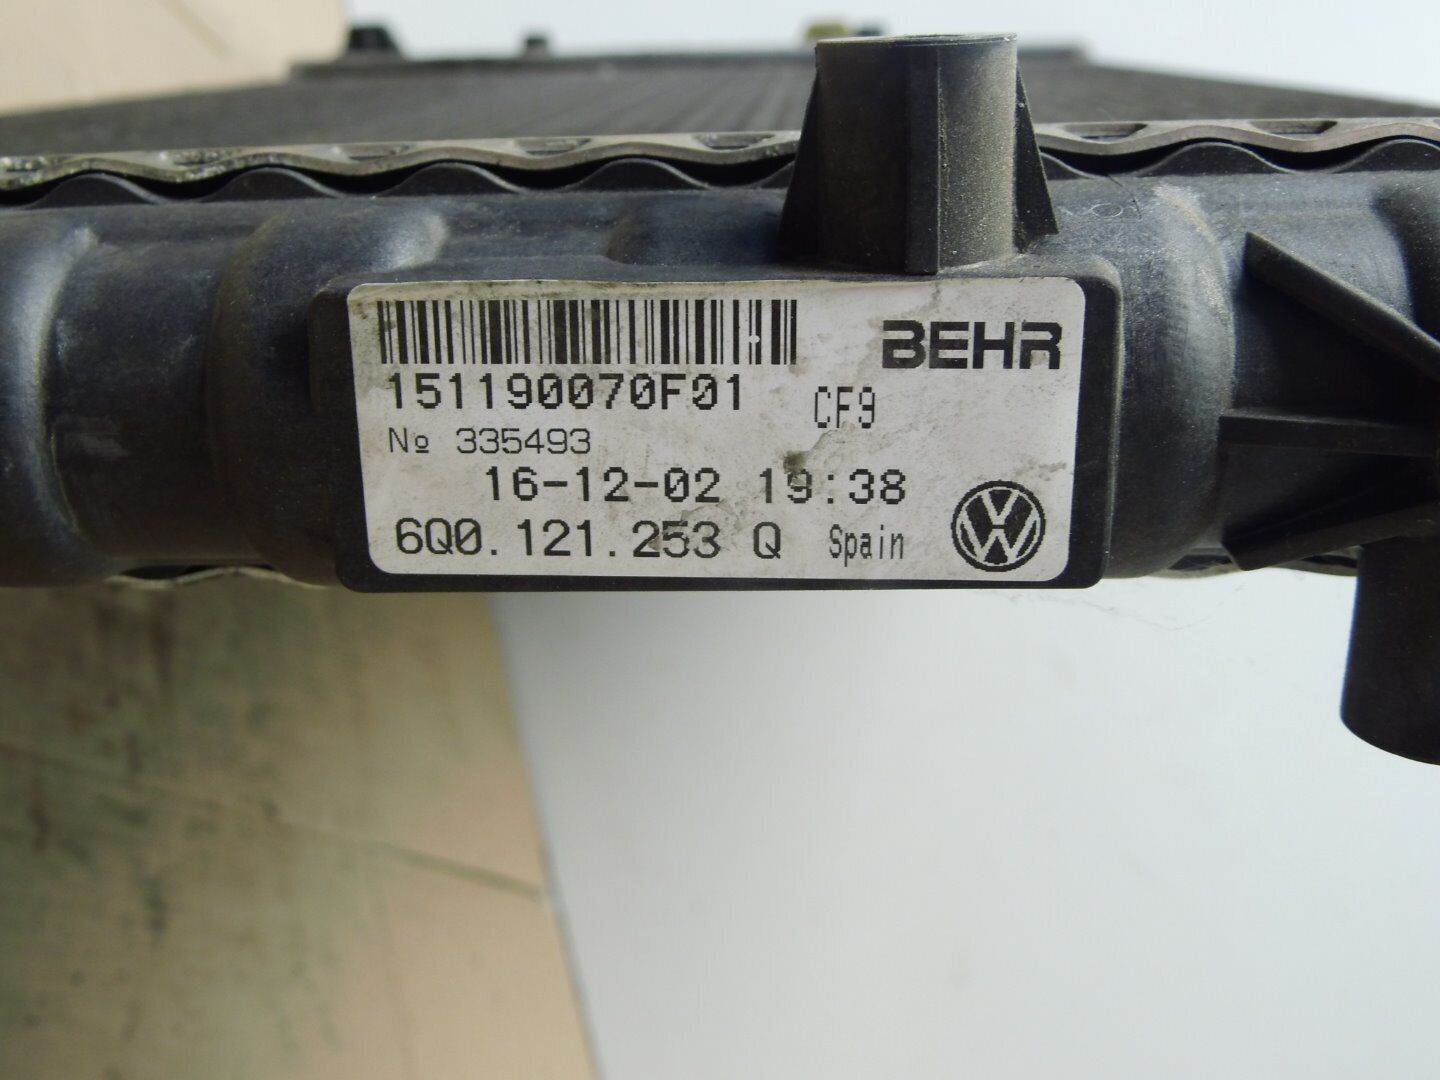 BEHR
151190070F01
CF9
Nº 335493
16-12-02 19:38
6Q0.121.253 Q Spain